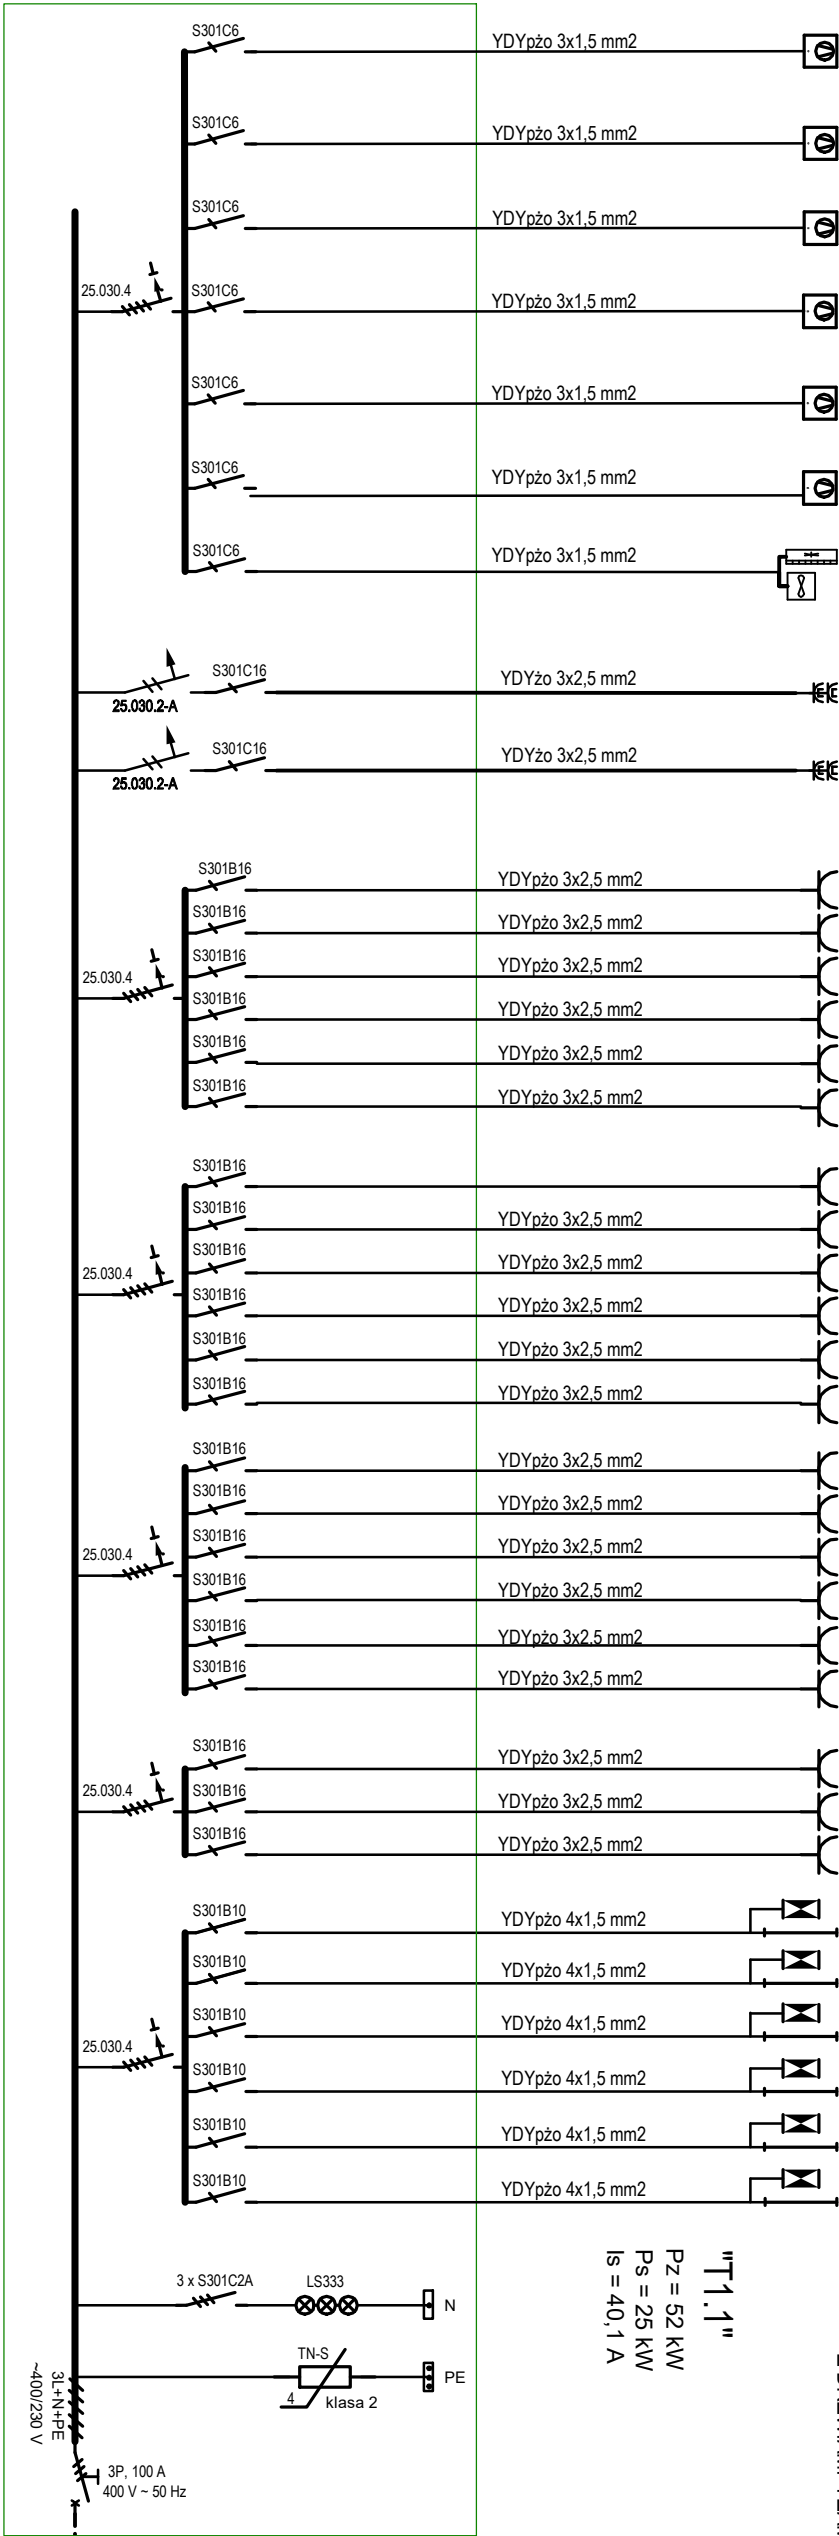 S301C6
YDYpżo 3x1,5 mm2
S301C6
YDYpżo 3x1,5 mm2
S301C6
YDYpżo 3x1,5 mm2
25.030.4
S301C6
YDYpżo 3x1,5 mm2
S301C6
YDYpżo 3x1,5 mm2
S301C6
YDYpżo 3x1,5 mm2
S301C6
YDYpżo 3x1,5 mm2
S301C16
YDYżo 3x2,5 mm2
25.030.2-A
S301C16
YDYżo 3x2,5 mm2
25.030.2-A
S301B16
YDYpżo 3x2,5 mm2
S301B16
YDYpżo 3x2,5 mm2
S301B16
YDYpżo 3x2,5 mm2
25.030.4
S301B16
YDYpżo 3x2,5 mm2
S301B16
YDYpżo 3x2,5 mm2
S301B16
YDYpżo 3x2,5 mm2
S301B16
S301B16
YDYpżo 3x2,5 mm2
S301B16
YDYpżo 3x2,5 mm2
25.030.4
S301B16
YDYpżo 3x2,5 mm2
S301B16
YDYpżo 3x2,5 mm2
S301B16
YDYpżo 3x2,5 mm2
S301B16
YDYpżo 3x2,5 mm2
S301B16
YDYpżo 3x2,5 mm2
S301B16
YDYpżo 3x2,5 mm2
25.030.4
S301B16
YDYpżo 3x2,5 mm2
S301B16
YDYpżo 3x2,5 mm2
S301B16
YDYpżo 3x2,5 mm2
S301B16
YDYpżo 3x2,5 mm2
25.030.4
S301B16
YDYpżo 3x2,5 mm2
S301B16
YDYpżo 3x2,5 mm2
S301B10
YDYpżo 4x1,5 mm2
S301B10
YDYpżo 4x1,5 mm2
S301B10
YDYpżo 4x1,5 mm2
25.030.4
S301B10
YDYpżo 4x1,5 mm2
S301B10
YDYpżo 4x1,5 mm2
S301B10
YDYpżo 4x1,5 mm2
"T1.1"
Pz = 52 kW
Ps = 25 kW
Is = 40,1 A
3 x S301C2A
LS333
N
TN-S
PE
4
klasa 2
3L+N+PE
~400/230 V
3P, 100 A
400 V ~ 50 Hz